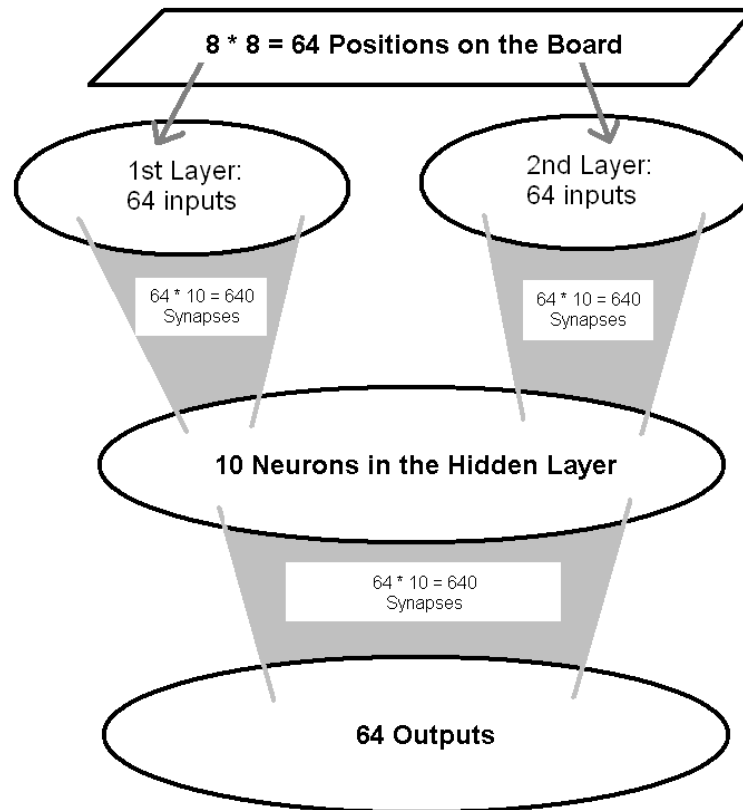 8 * 8 = 64 Positions on the Board
1st Layer:
64 inputs
2nd Layer:
64 inputs
64 * 10 = 640
Synapses
64 * 10 = 640
Synapses
10 Neurons in the Hidden Layer
64 * 10 = 640
Synapses
64 Outputs